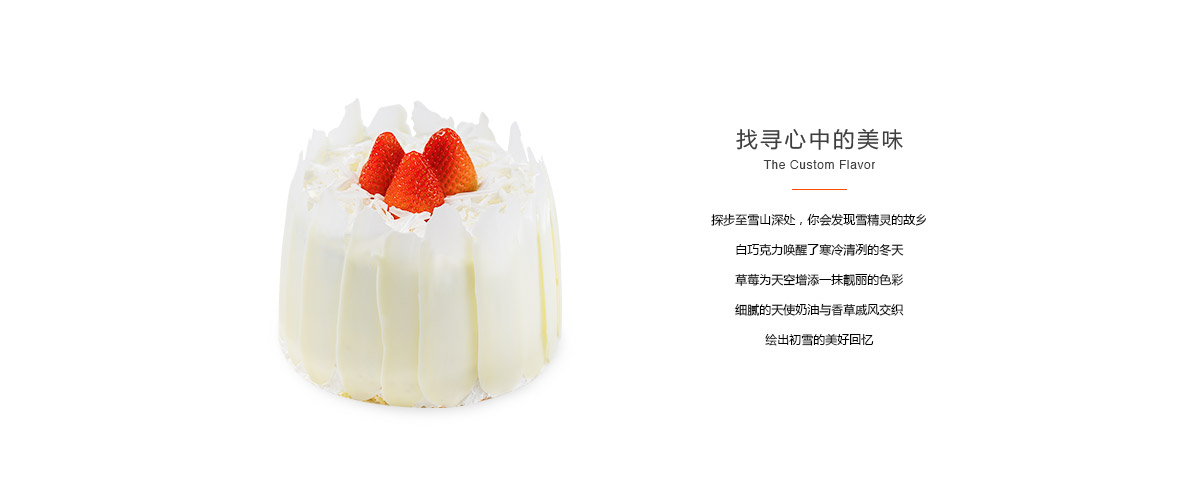 找寻心中的美味
The Custom Flavor
探步至雪山深处，你会发现雪精灵的故乡
白巧克力唤醒了寒冷清冽的冬天
草莓为天空增添一抹靓丽的色彩
细腻的天使奶油与香草戚风交织
绘出初雪的美好回忆